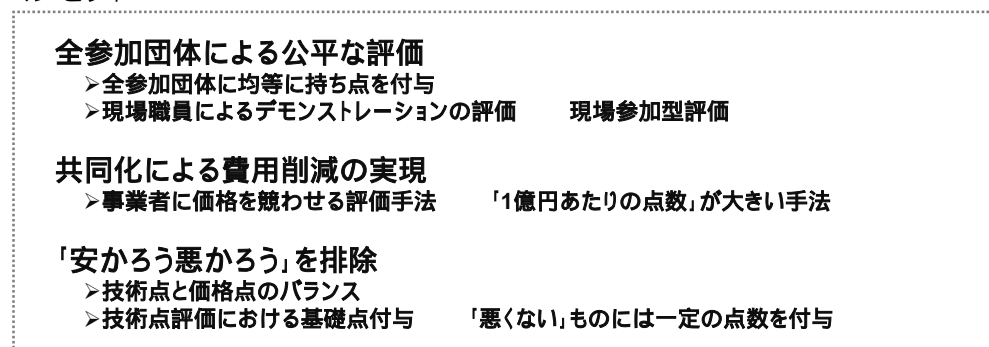 全参加団体による公平な評価
➢全参加団体に均等に持ち点を付与
➢現場職員によるデモンストレーションの評価　　現場参加型評価
共同化による費用削減の実現
➢事業者に価格を競わせる評価手法　　「1億円あたりの点数」が大きい手法
「安かろう悪かろう」を排除
➢技術点と価格点のバランス
➢技術点評価における基礎点付与　　「悪くない」ものには一定の点数を付与